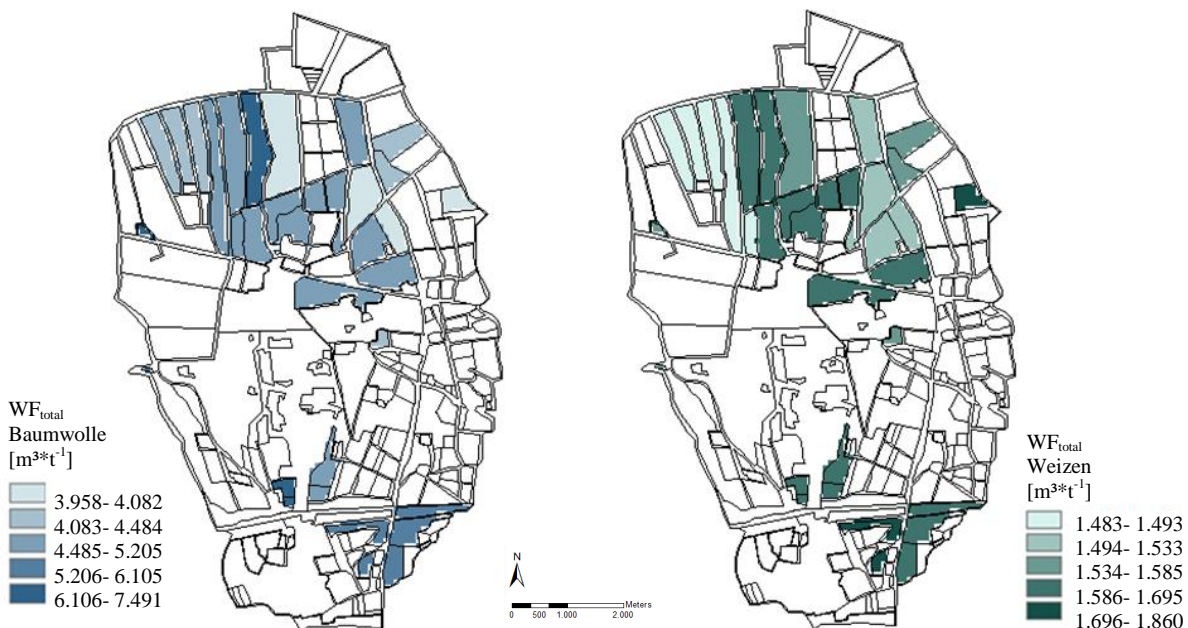 WFtotal
Baumwolle
[m³*t-1]
3.958- 4.082
4.083- 4.484
4.485- 5.205
5.206- 6.105
6.106- 7.491
N
Meters
0 500 1.000 2.000
WFtotal
Weizen
[m³*t-1]
1.483- 1.493
1.494- 1.533
1.534- 1.585
1.586- 1.695
1.696- 1.860